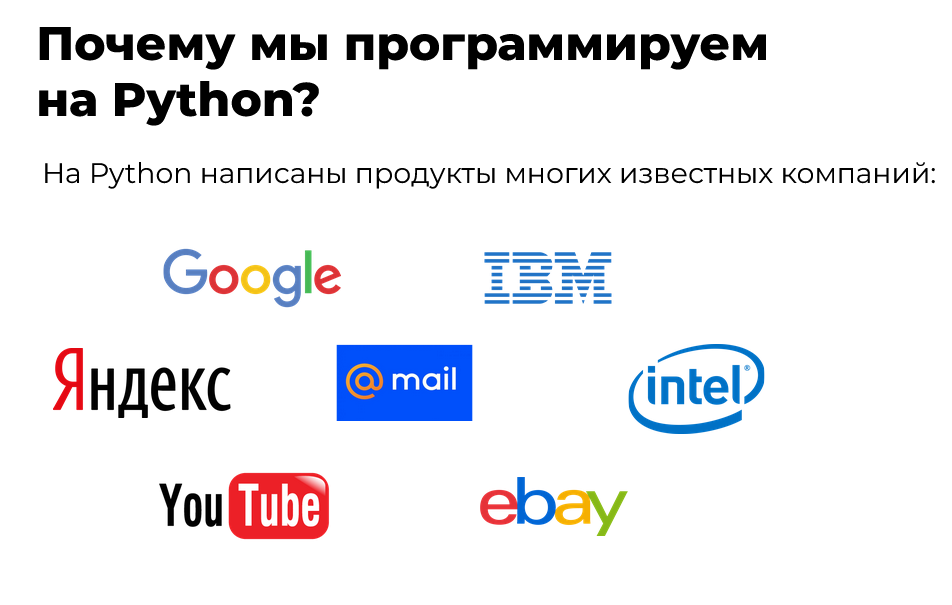 Почему мы программируем
на Python?
На Python написаны продукты многих известных компаний:
Google
IBM
Яндекс
@mail
intel®
YouTube
ebay